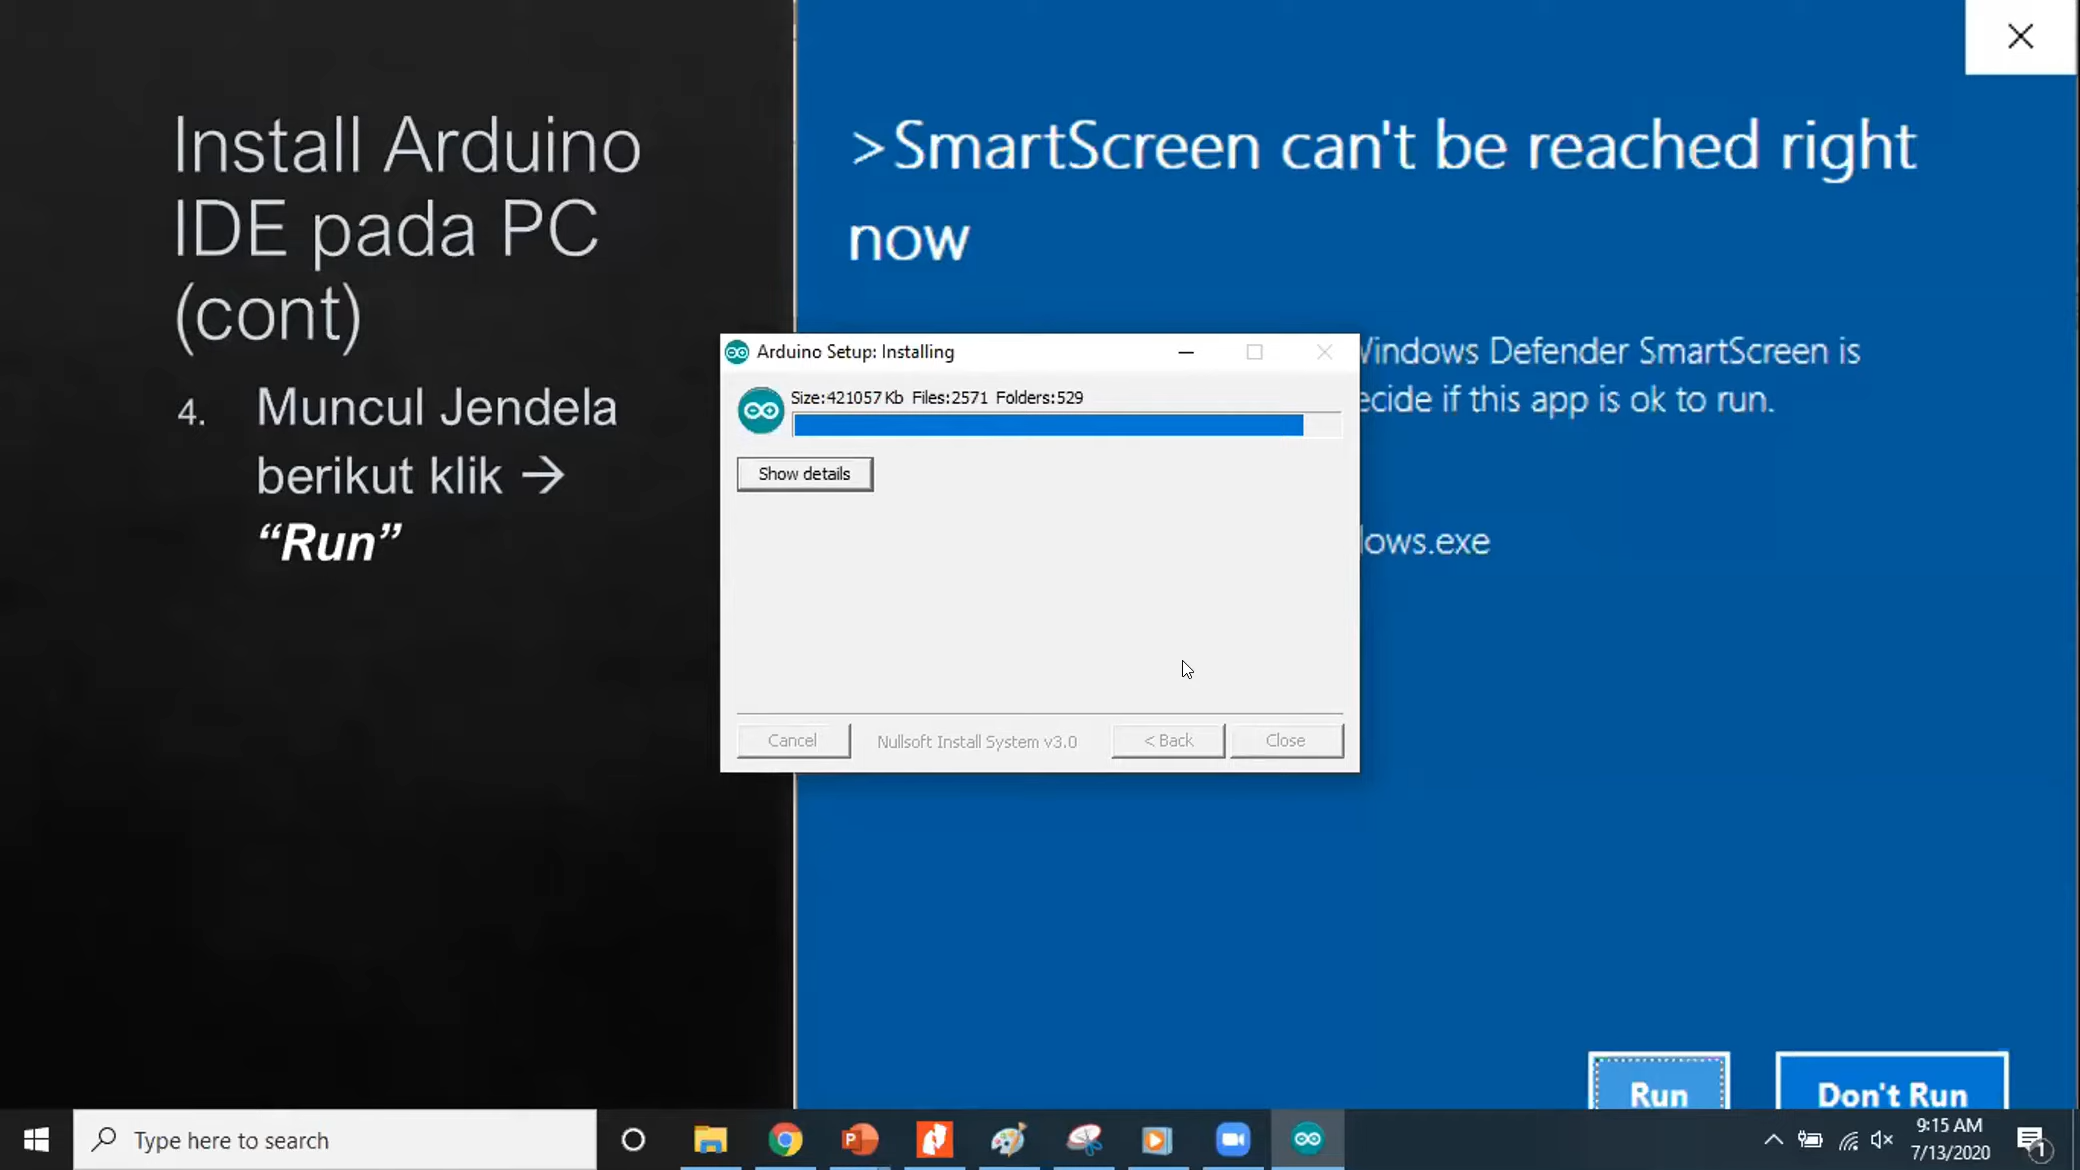 Install Arduino
IDE pada PC
(cont)
4. Muncul Jendela
berikut klik →
“Run”
>SmartScreen can't be reached right
now
Windows Defender SmartScreen is
ecide if this app is ok to run.
lows.exe
Run
Don't Run
Arduino Setup: Installing
Size:421057 Kb Files:2571 Folders:529
Show details
Cancel
Nullsoft Install System v3.0
< Back
Close
Type here to search
9:15 AM
7/13/2020
1